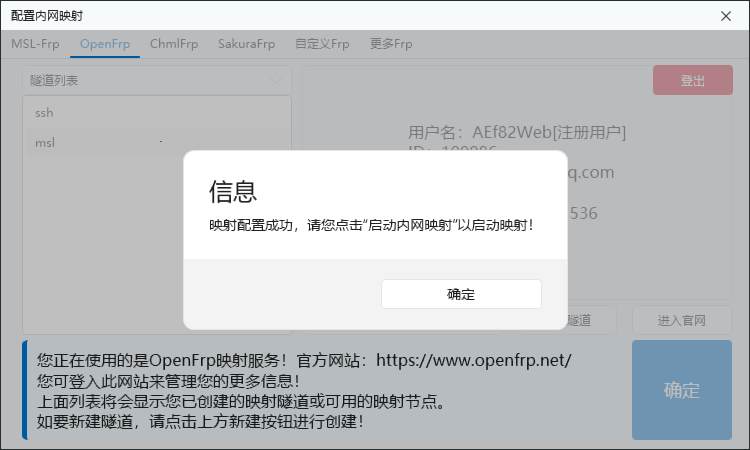 配置内网映射
MSL-Frp OpenFrp ChmlFrp SakuraFrp 自定义Frp 更多Frp
隧道列表
登出
ssh
msl
用户名：AEf82Web[注册用户]
q.com
536
信息
映射配置成功，请您点击“启动内网映射”以启动映射！
确定
隧道
进入官网
您正在使用的是OpenFrp映射服务！官方网站：https://www.openfrp.net/
您可登入此网站来管理您的更多信息！
上面列表将会显示您已创建的映射隧道或可用的映射节点。
如要新建隧道，请点击上方新建按钮进行创建！
确定